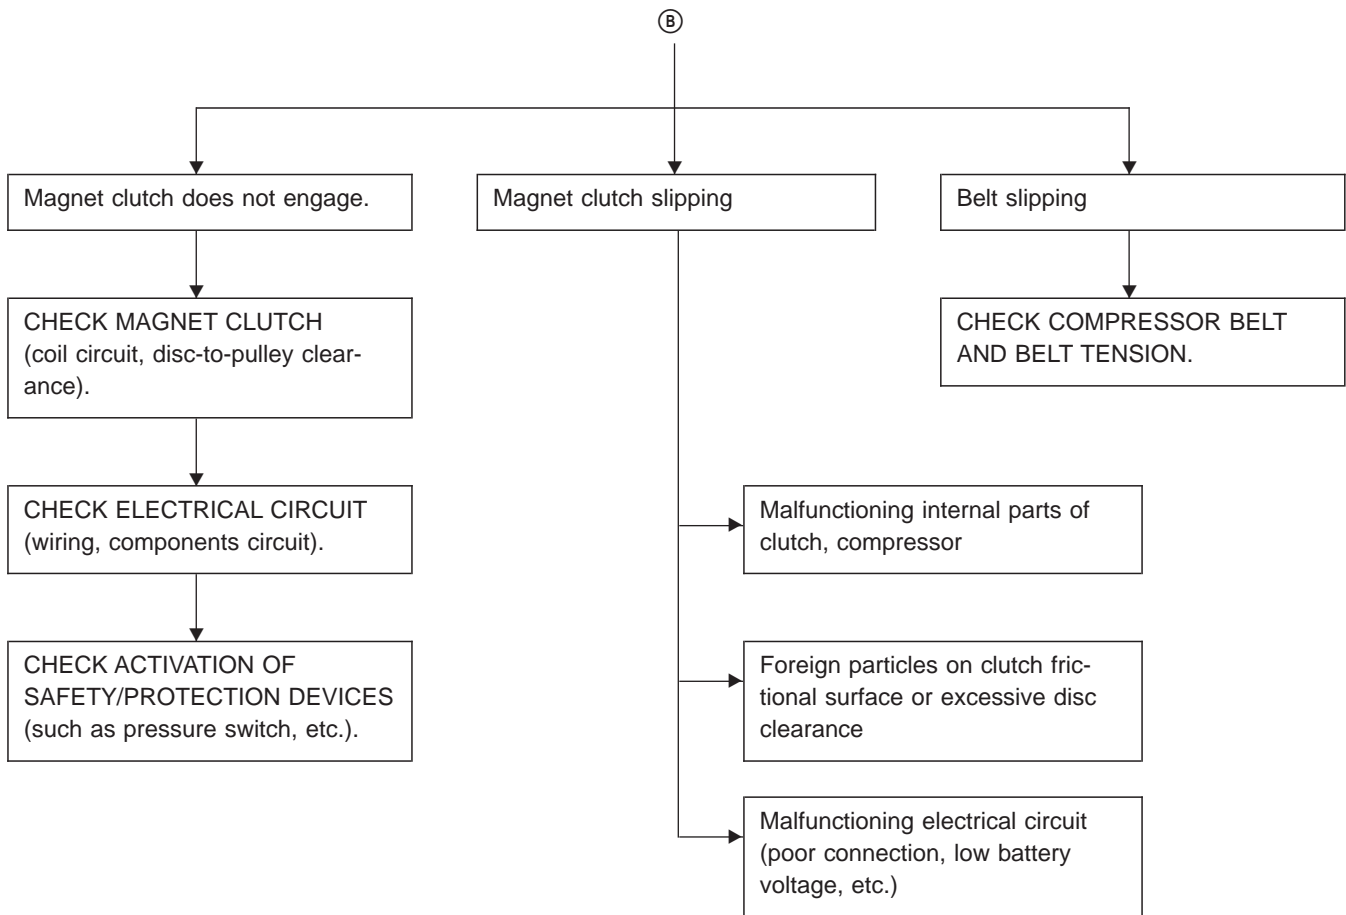 B
Magnet clutch does not engage.
Magnet clutch slipping
Belt slipping
CHECK MAGNET CLUTCH
(coil circuit, disc-to-pulley clear-
ance).
CHECK COMPRESSOR BELT
AND BELT TENSION.
CHECK ELECTRICAL CIRCUIT
(wiring, components circuit).
Malfunctioning internal parts of
clutch, compressor
CHECK ACTIVATION OF
SAFETY/PROTECTION DEVICES
(such as pressure switch, etc.).
Foreign particles on clutch fric-
tional surface or excessive disc
clearance
Malfunctioning electrical circuit
(poor connection, low battery
voltage, etc.)